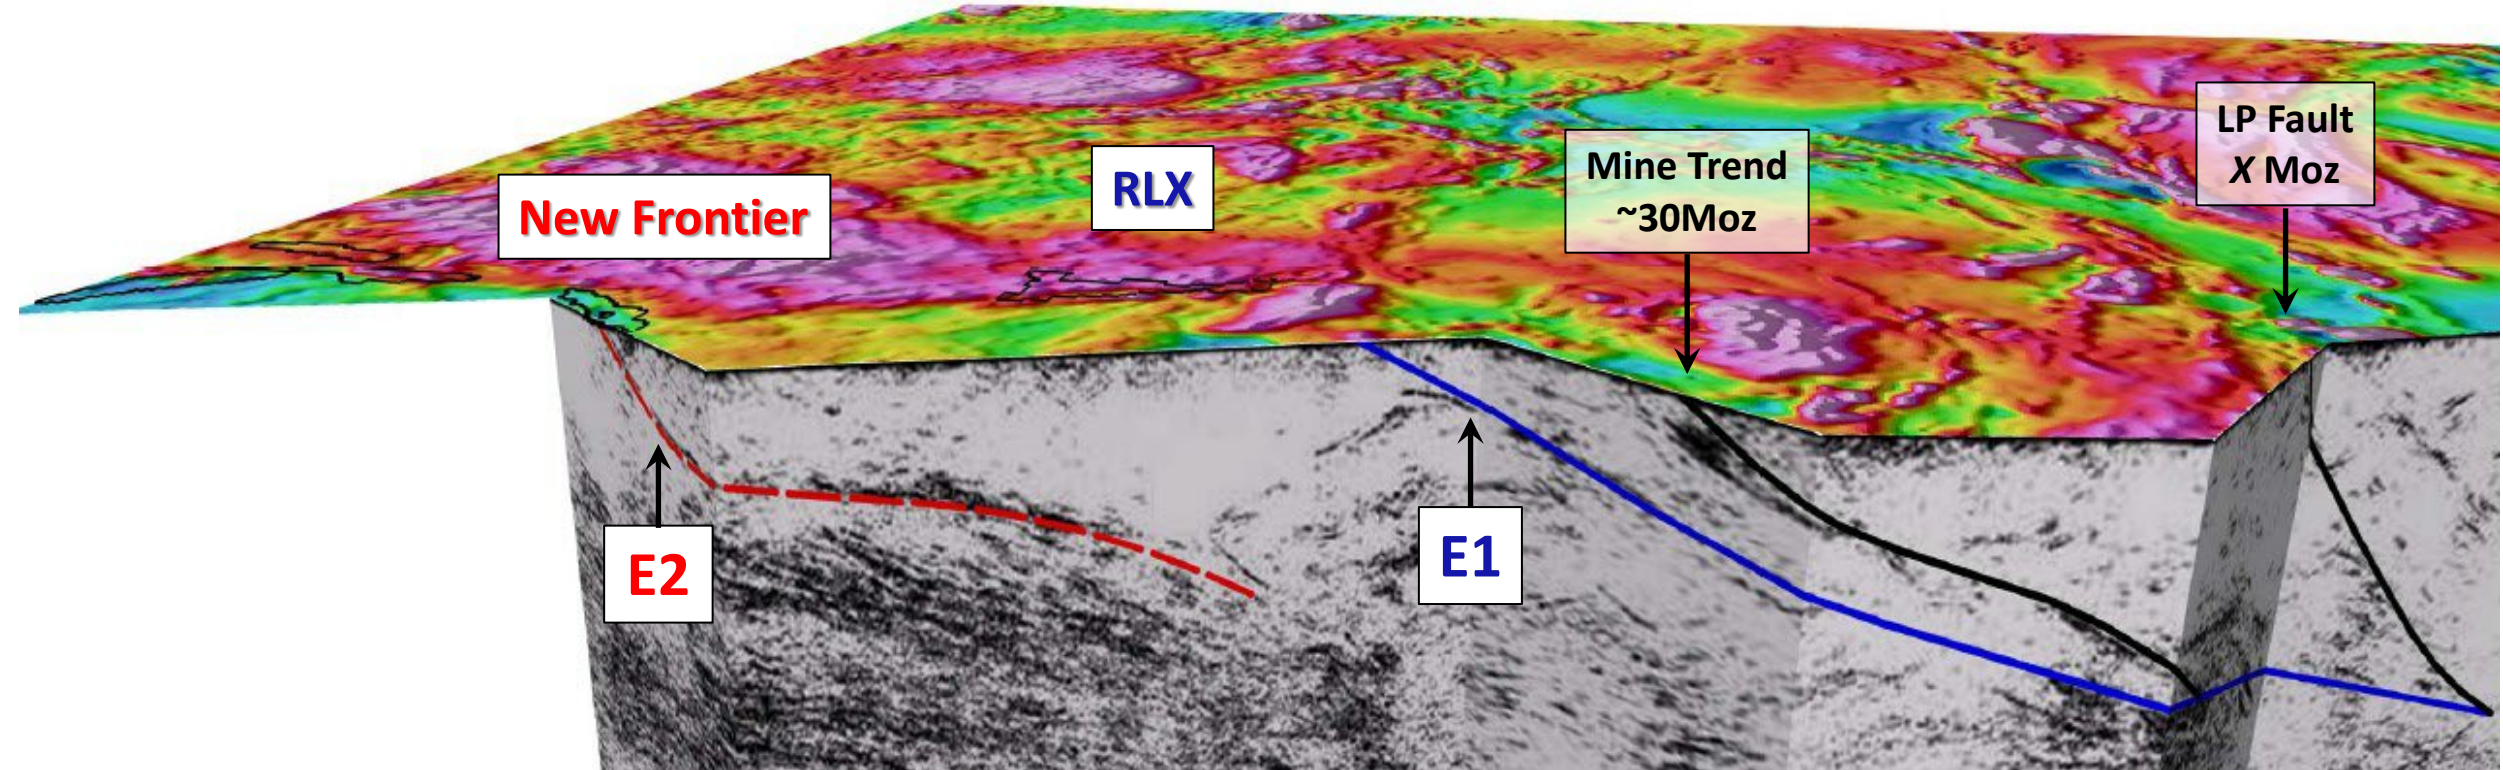 New Frontier
RLX
Mine Trend
~30Moz
LP Fault
X Moz
E2
E1